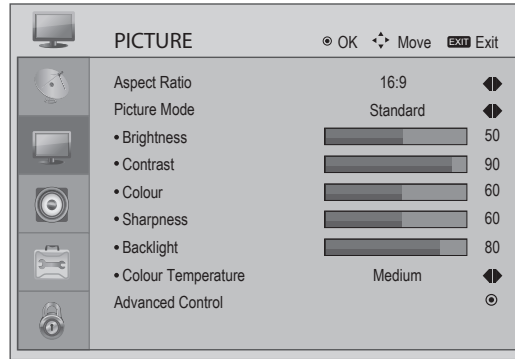 PICTURE OK Move EXIT Exit
Aspect Ratio 16:9
Picture Mode Standard
• Brightness 50
• Contrast 90
• Colour 60
• Sharpness 60
• Backlight 80
• Colour Temperature Medium
Advanced Control